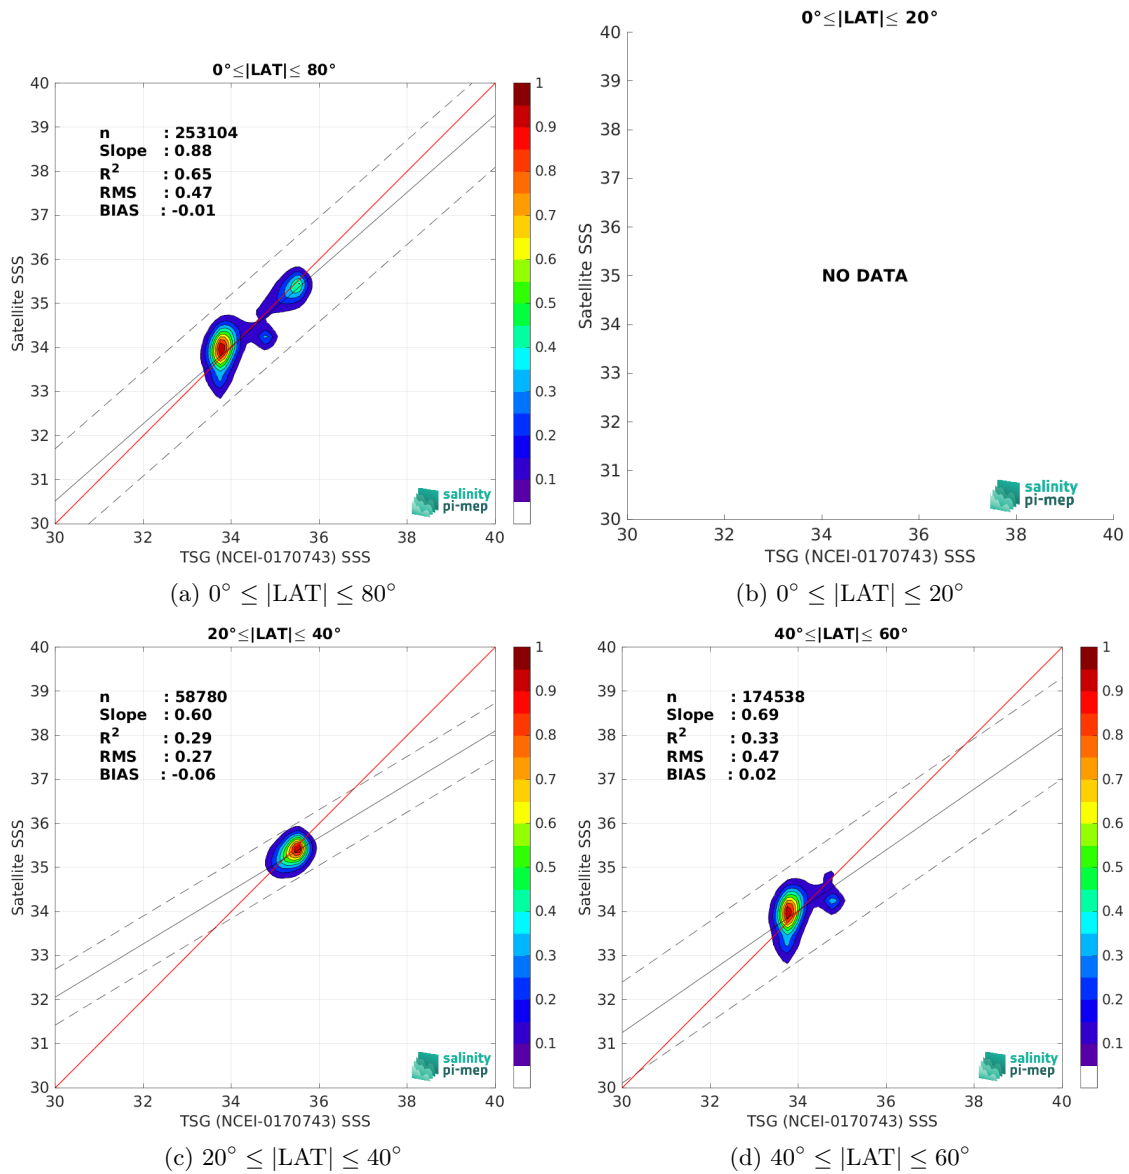 0°≤|LAT|≤ 80°
40
39
38
37
36
35
34
33
32
31
30
Satellite SSS
n : 253104
Slope : 0.88
R² : 0.65
RMS : 0.47
BIAS : -0.01
salinity
pi-mep
30 32 34 36 38 40
TSG (NCEI-0170743) SSS
1
0.9
0.8
0.7
0.6
0.5
0.4
0.3
0.2
0.1
(a) 0° ≤ |LAT| ≤ 80°
0°≤|LAT|≤ 20°
40
39
38
37
36
35
34
33
32
31
30
Satellite SSS
NO DATA
salinity
pi-mep
30 32 34 36 38 40
TSG (NCEI-0170743) SSS
(b) 0° ≤ |LAT| ≤ 20°
20°≤|LAT|≤ 40°
40
39
38
37
36
35
34
33
32
31
30
Satellite SSS
n : 58780
Slope : 0.60
R² : 0.29
RMS : 0.27
BIAS : -0.06
salinity
pi-mep
30 32 34 36 38 40
TSG (NCEI-0170743) SSS
1
0.9
0.8
0.7
0.6
0.5
0.4
0.3
0.2
0.1
(c) 20° ≤ |LAT| ≤ 40°
40°≤|LAT|≤ 60°
40
39
38
37
36
35
34
33
32
31
30
Satellite SSS
n : 174538
Slope : 0.69
R² : 0.33
RMS : 0.47
BIAS : 0.02
salinity
pi-mep
30 32 34 36 38 40
TSG (NCEI-0170743) SSS
1
0.9
0.8
0.7
0.6
0.5
0.4
0.3
0.2
0.1
(d) 40° ≤ |LAT| ≤ 60°